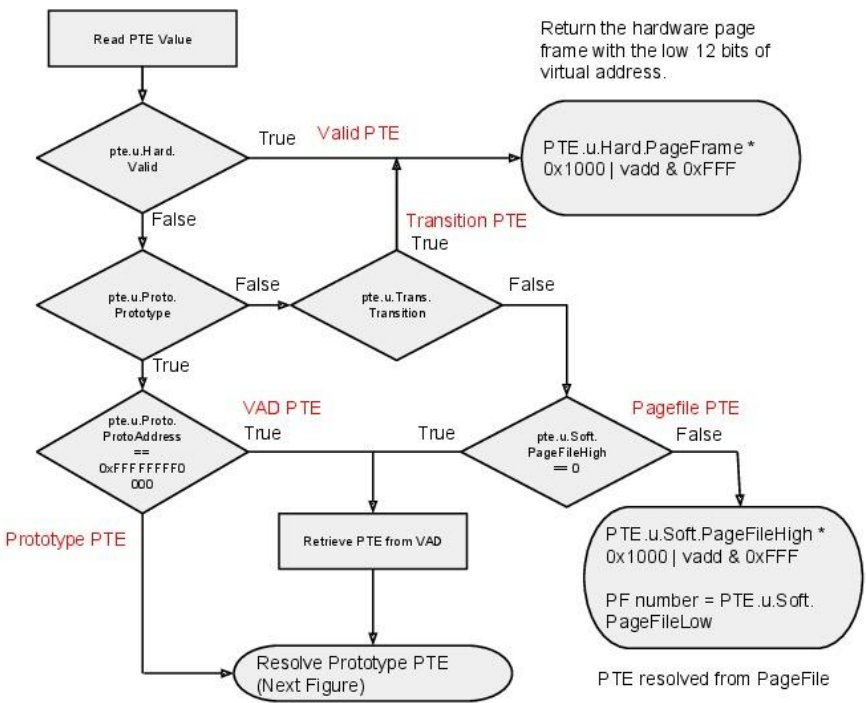 Read PTE Value
Return the hardware page
frame with the low 12 bits of
virtual address.
pte.u.Hard.
Valid
True
Valid PTE
PTE.u.Hard.PageFrame *
0x1000 | vadd & 0xFFF
False
Transition PTE
True
pte.u.Proto.
Prototype
False
pte.u.Trans.
Transition
False
True
pte.u.Proto.
ProtoAddress
==
0xFFFFFFFF0
000
VAD PTE
True
True
pte.u.Soft.
PageFileHigh
== 0
Pagefile PTE
False
Prototype PTE
Retrieve PTE from VAD
PTE.u.Soft.PageFileHigh *
0x1000 | vadd & 0xFFF
PF number = PTE.u.Soft.
PageFileLow
Resolve Prototype PTE
(Next Figure)
PTE resolved from PageFile